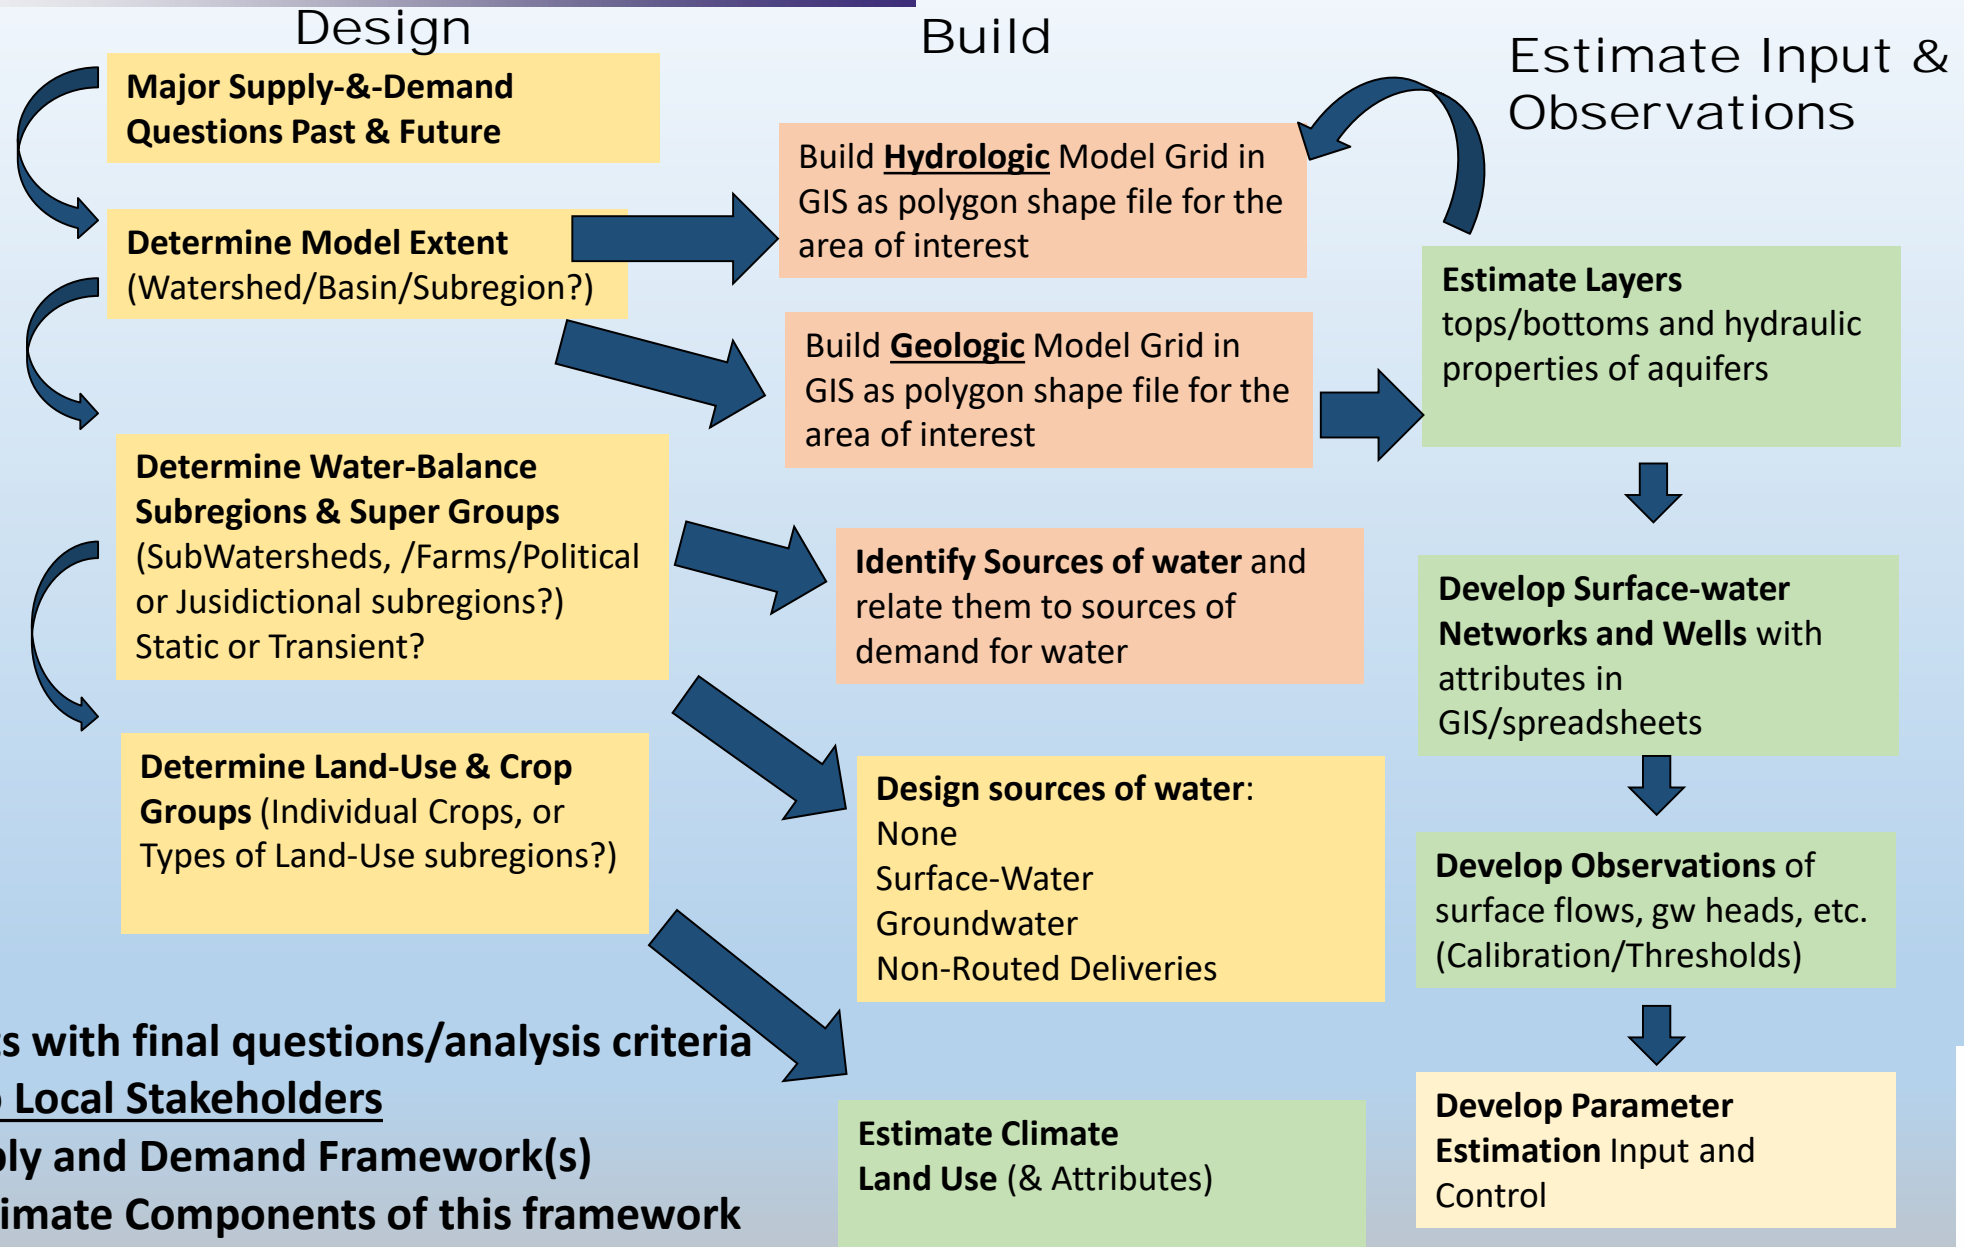 Design
Major Supply-&-Demand
Questions Past & Future
Determine Model Extent
(Watershed/Basin/Subregion?)
Determine Water-Balance
Subregions & Super Groups
(SubWatersheds, /Farms/Political
or Jusidictional subregions?)
Static or Transient?
Determine Land-Use & Crop
Groups (Individual Crops, or
Types of Land-Use subregions?)
Build
Build Hydrologic Model Grid in
GIS as polygon shape file for the
area of interest
Build Geologic Model Grid in
GIS as polygon shape file for the
area of interest
Identify Sources of water and
relate them to sources of
demand for water
Design sources of water:
None
Surface-Water
Groundwater
Non-Routed Deliveries
Estimate Climate
Land Use (& Attributes)
Estimate Input &
Observations
Estimate Layers
tops/bottoms and hydraulic
properties of aquifers
Develop Surface-water
Networks and Wells with
attributes in
GIS/spreadsheets
Develop Observations of
surface flows, gw heads, etc.
(Calibration/Thresholds)
Develop Parameter
Estimation Input and
Control
with final questions/analysis criteria
Local Stakeholders
and Demand Framework(s)
Components of this framework